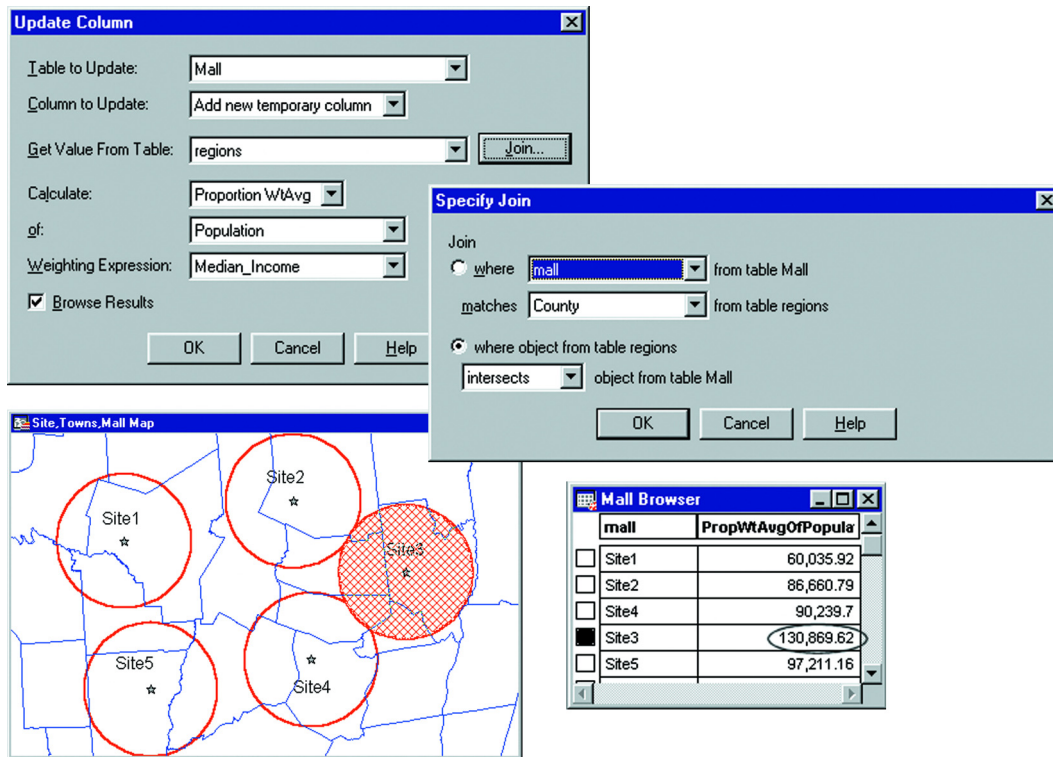 Update Column
Table to Update: Mall
Column to Update: Add new temporary column
Get Value From Table: regions Join...
Calculate: Proportion WtAvg
of: Population
Weighting Expression: Median_Income
Browse Results
OK Cancel Help
Specify Join
Join
where mall from table Mall
matches County from table regions
where object from table regions
intersects object from table Mall
OK Cancel Help
Site,Towns,Mall Map
Site2
Site1
Site3
Site5
Site4
Mall Browser
mall PropWtAvgOfPopula
Site1 60,035.92
Site2 86,660.79
Site4 90,239.7
Site3 130,869.62
Site5 97,211.16